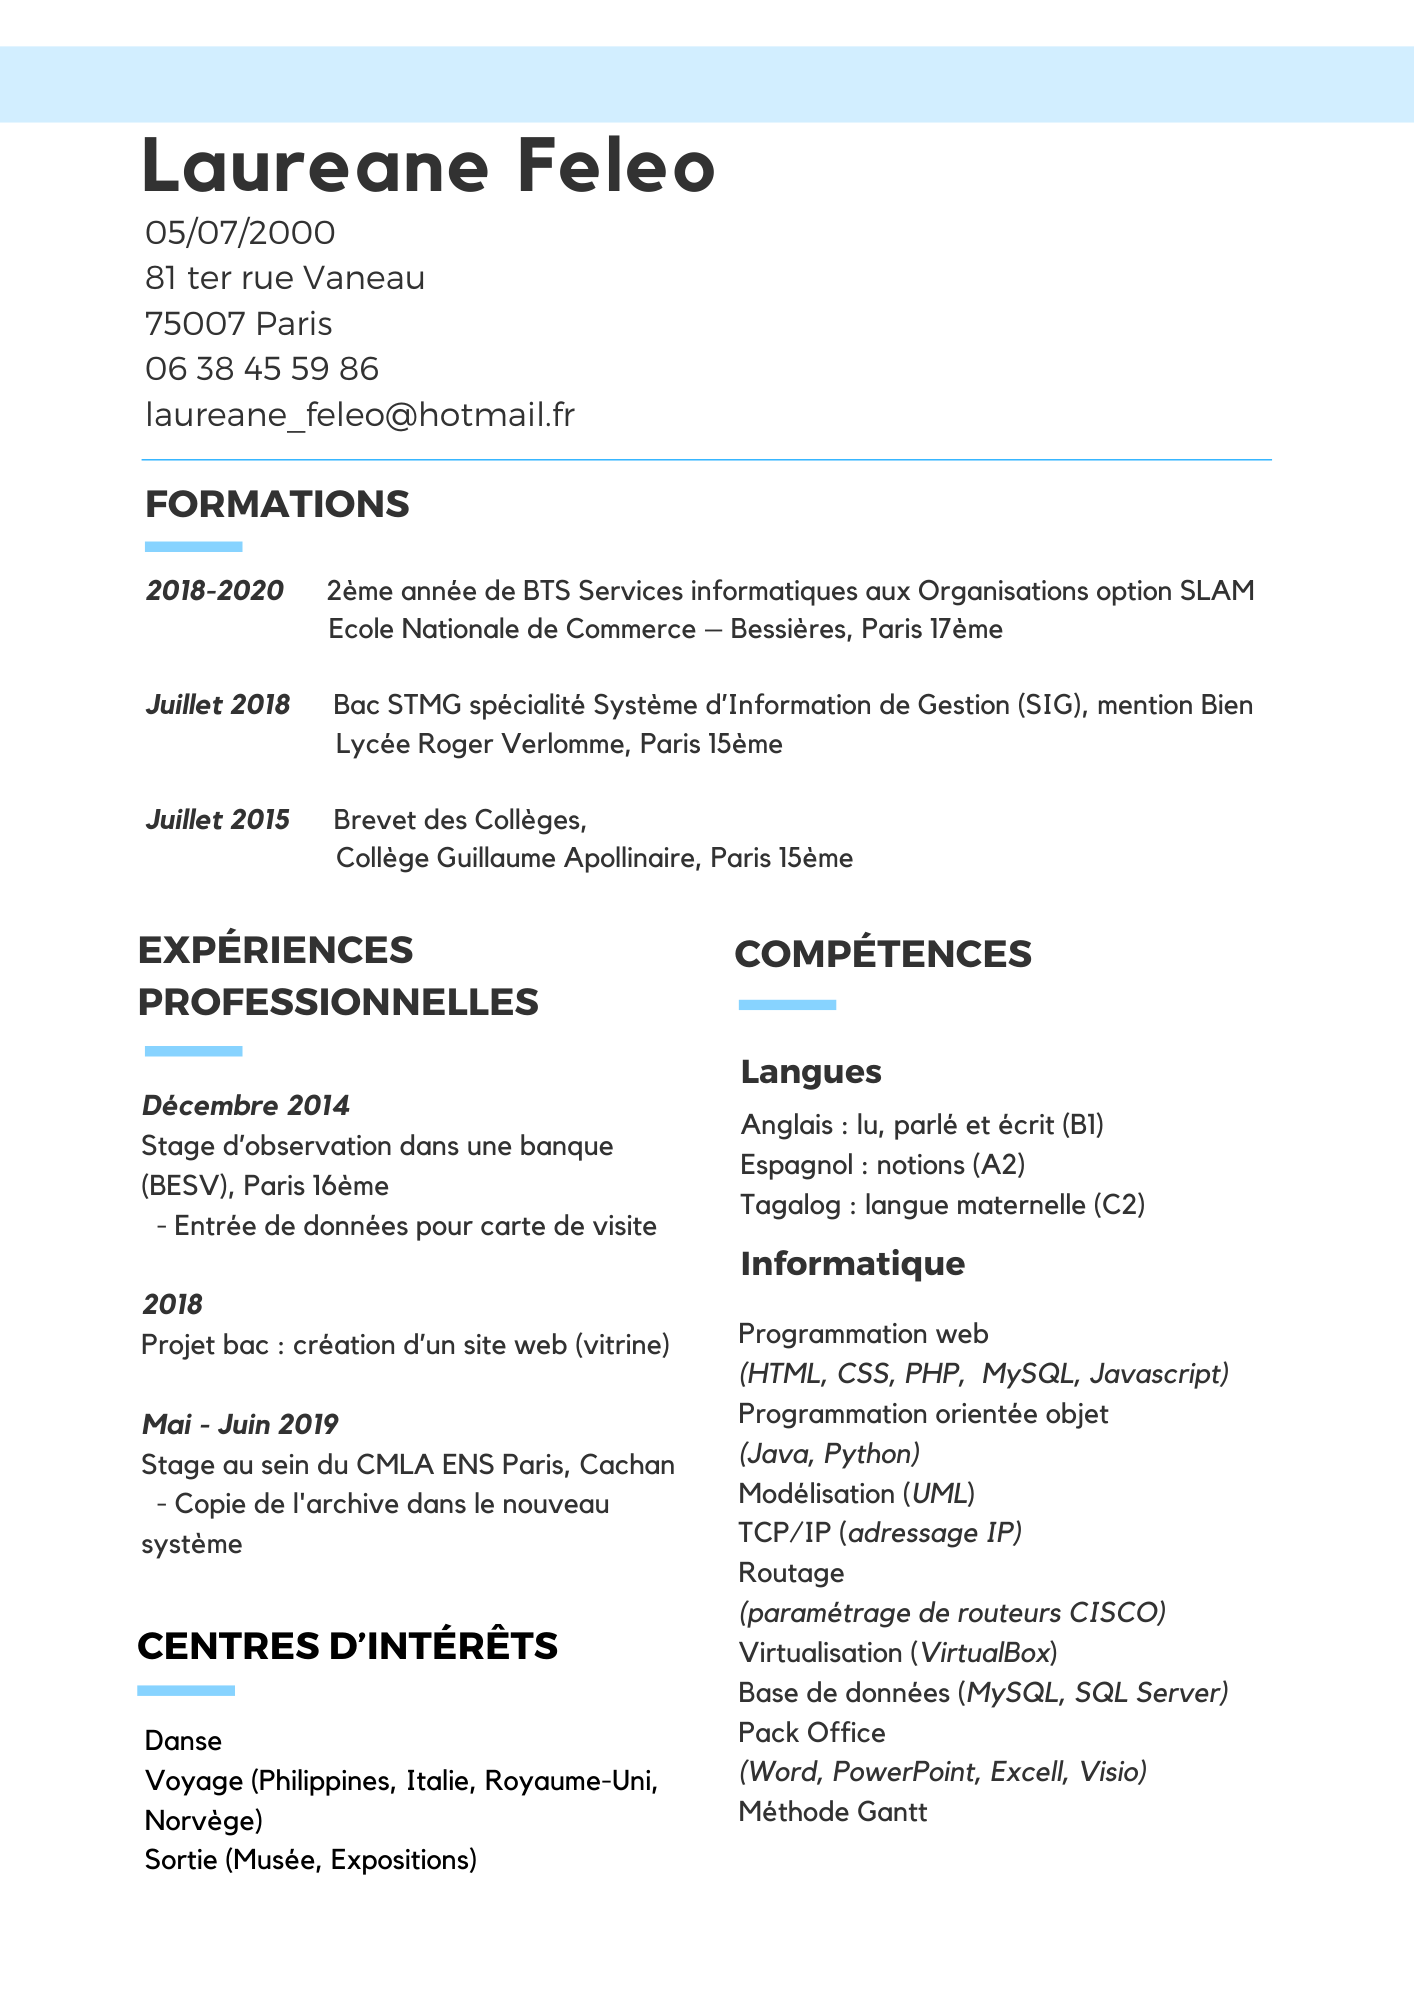 Laureane Feleo
05/07/2000
81 ter rue Vaneau
75007 Paris
06 38 45 59 86
laureane_feleo@hotmail.fr
FORMATIONS
2018-2020 2ème année de BTS Services informatiques aux Organisations option SLAM
Ecole Nationale de Commerce – Bessières, Paris 17ème
Juillet 2018 Bac STMG spécialité Système d’Information de Gestion (SIG), mention Bien
Lycée Roger Verlomme, Paris 15ème
Juillet 2015 Brevet des Collèges,
Collège Guillaume Apollinaire, Paris 15ème
EXPÉRIENCES
PROFESSIONNELLES
Décembre 2014
Stage d’observation dans une banque
(BESV), Paris 16ème
- Entrée de données pour carte de visite
2018
Projet bac : création d’un site web (vitrine)
Mai - Juin 2019
Stage au sein du CMLA ENS Paris, Cachan
- Copie de l'archive dans le nouveau
système
CENTRES D’INTÉRÊTS
Danse
Voyage (Philippines, Italie, Royaume-Uni,
Norvège)
Sortie (Musée, Expositions)
COMPÉTENCES
Langues
Anglais : lu, parlé et écrit (B1)
Espagnol : notions (A2)
Tagalog : langue maternelle (C2)
Informatique
Programmation web
(HTML, CSS, PHP, MySQL, Javascript)
Programmation orientée objet
(Java, Python)
Modélisation (UML)
TCP/IP (adressage IP)
Routage
(paramétrage de routeurs CISCO)
Virtualisation (VirtualBox)
Base de données (MySQL, SQL Server)
Pack Office
(Word, PowerPoint, Excell, Visio)
Méthode Gantt